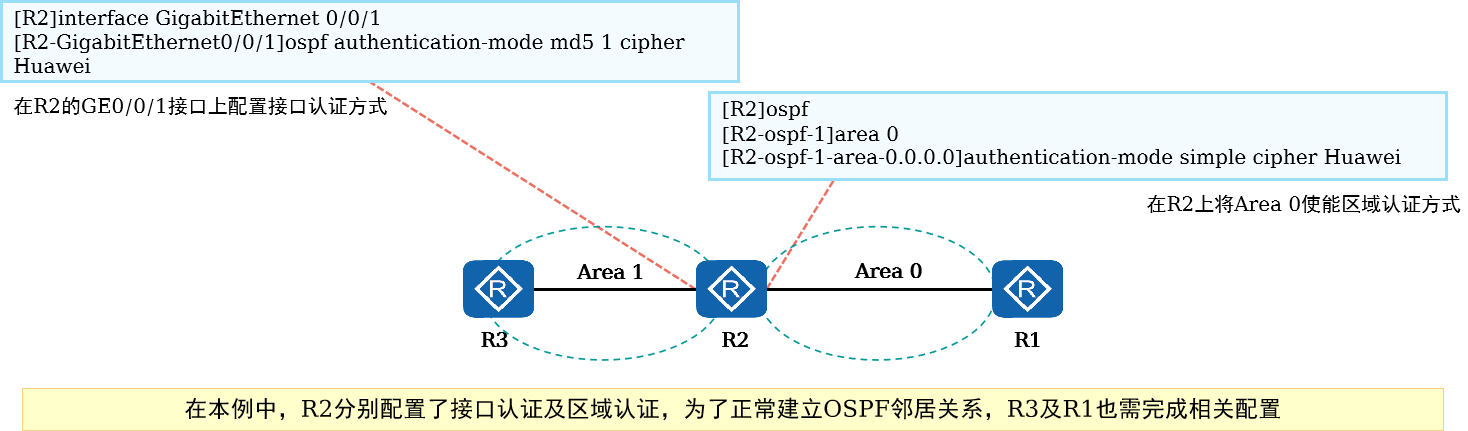 [R2]interface GigabitEthernet 0/0/1
[R2-GigabitEthernet0/0/1]ospf authentication-mode md5 1 cipher
Huawei
在R2的GE0/0/1接口上配置接口认证方式
[R2]ospf
[R2-ospf-1]area 0
[R2-ospf-1-area-0.0.0.0]authentication-mode simple cipher Huawei
在R2上将Area 0使能区域认证方式
Area 1
Area 0
R
R
R
R3
R2
R1
在本例中，R2分别配置了接口认证及区域认证，为了正常建立OSPF邻居关系，R3及R1也需完成相关配置